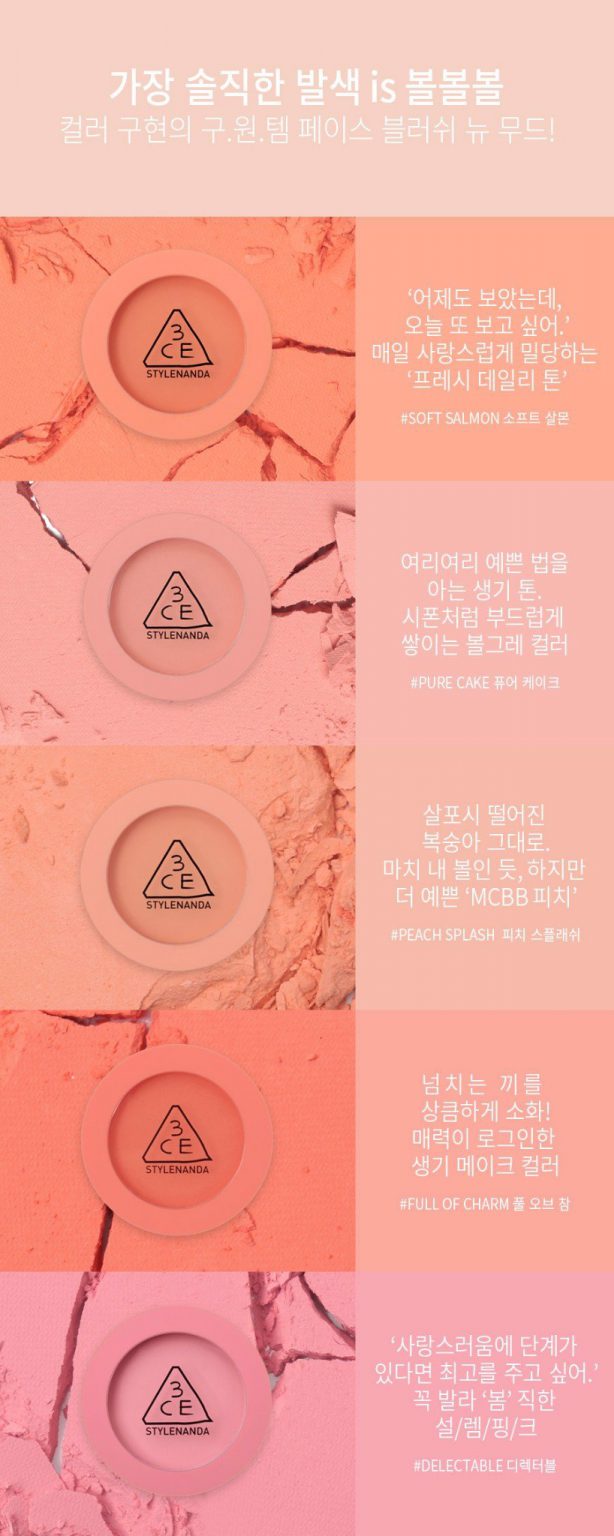 가장 솔직한 발색 is 볼볼볼
컬러 구현의 구.원.템 페이스 블러쉬 뉴 무드!
3
CE
STYLENANDA
'어제도 보았는데,
오늘 또 보고 싶어.'
매일 사랑스럽게 밀당하는
'프레시 데일리 톤'
#SOFT SALMON 소프트 살몬
3
CE
STYLENANDA
여리여리 예쁜 법을
아는 생기 톤.
시폰처럼 부드럽게
쌓이는 볼그레 컬러
#PURE CAKE 퓨어 케이크
3
CE
STYLENANDA
살포시 떨어진
복숭아 그대로.
마치 내 볼인 듯, 하지만
더 예쁜 'MCBB 피치'
#PEACH SPLASH 피치 스플래쉬
3
CE
STYLENANDA
넘치는 끼를
상큼하게 소화!
매력이 로그인한
생기 메이크 컬러
#FULL OF CHARM 풀 오브 참
3
CE
STYLENANDA
'사랑스러움에 단계가
있다면 최고를 주고 싶어.'
꼭 발라 '봄' 직한
설/렘/핑/크
#DELECTABLE 디렉터블